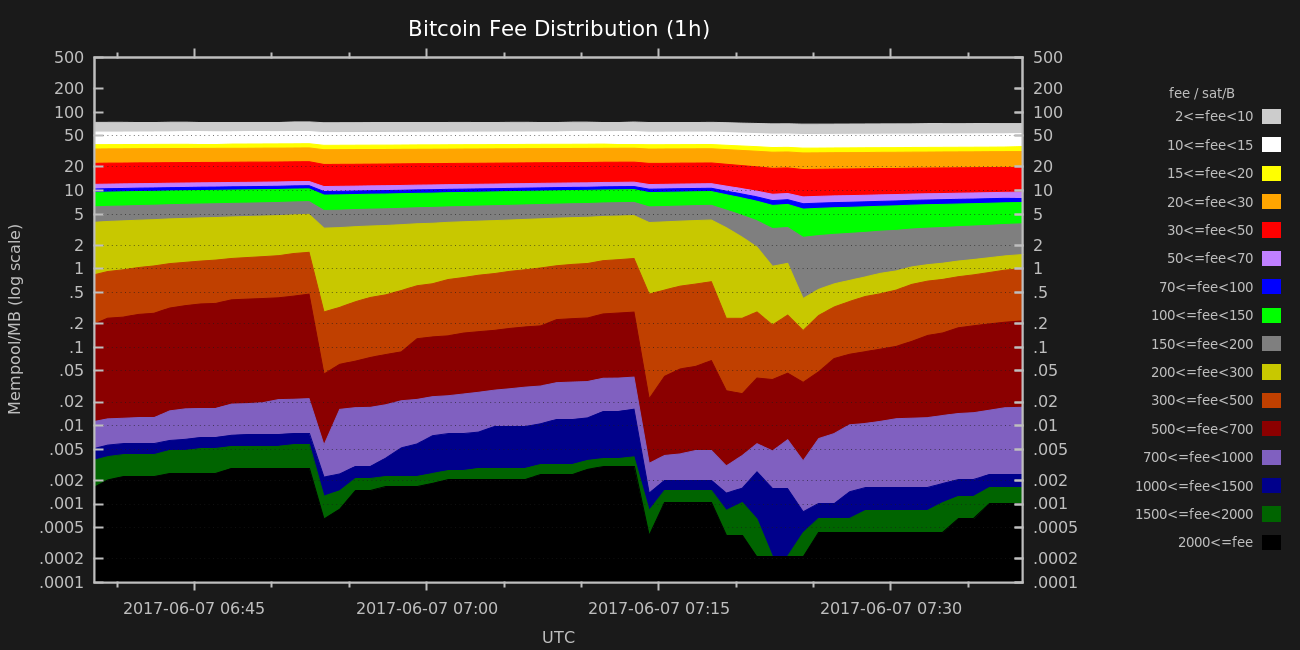 Bitcoin Fee Distribution (1h)
500 500
200 200
100 100
50 50
20 20
10 10
5 5
2 2
1 1
.5 .5
.2 .2
.1 .1
.05 .05
.02 .02
.01 .01
.005 .005
.002 .002
.001 .001
.0005 .0005
.0002 .0002
.0001 .0001
Mempool/MB (log scale)
2017-06-07 06:45 2017-06-07 07:00 2017-06-07 07:15 2017-06-07 07:30
UTC
fee / sat/B
2<=fee<10
10<=fee<15
15<=fee<20
20<=fee<30
30<=fee<50
50<=fee<70
70<=fee<100
100<=fee<150
150<=fee<200
200<=fee<300
300<=fee<500
500<=fee<700
700<=fee<1000
1000<=fee<1500
1500<=fee<2000
2000<=fee